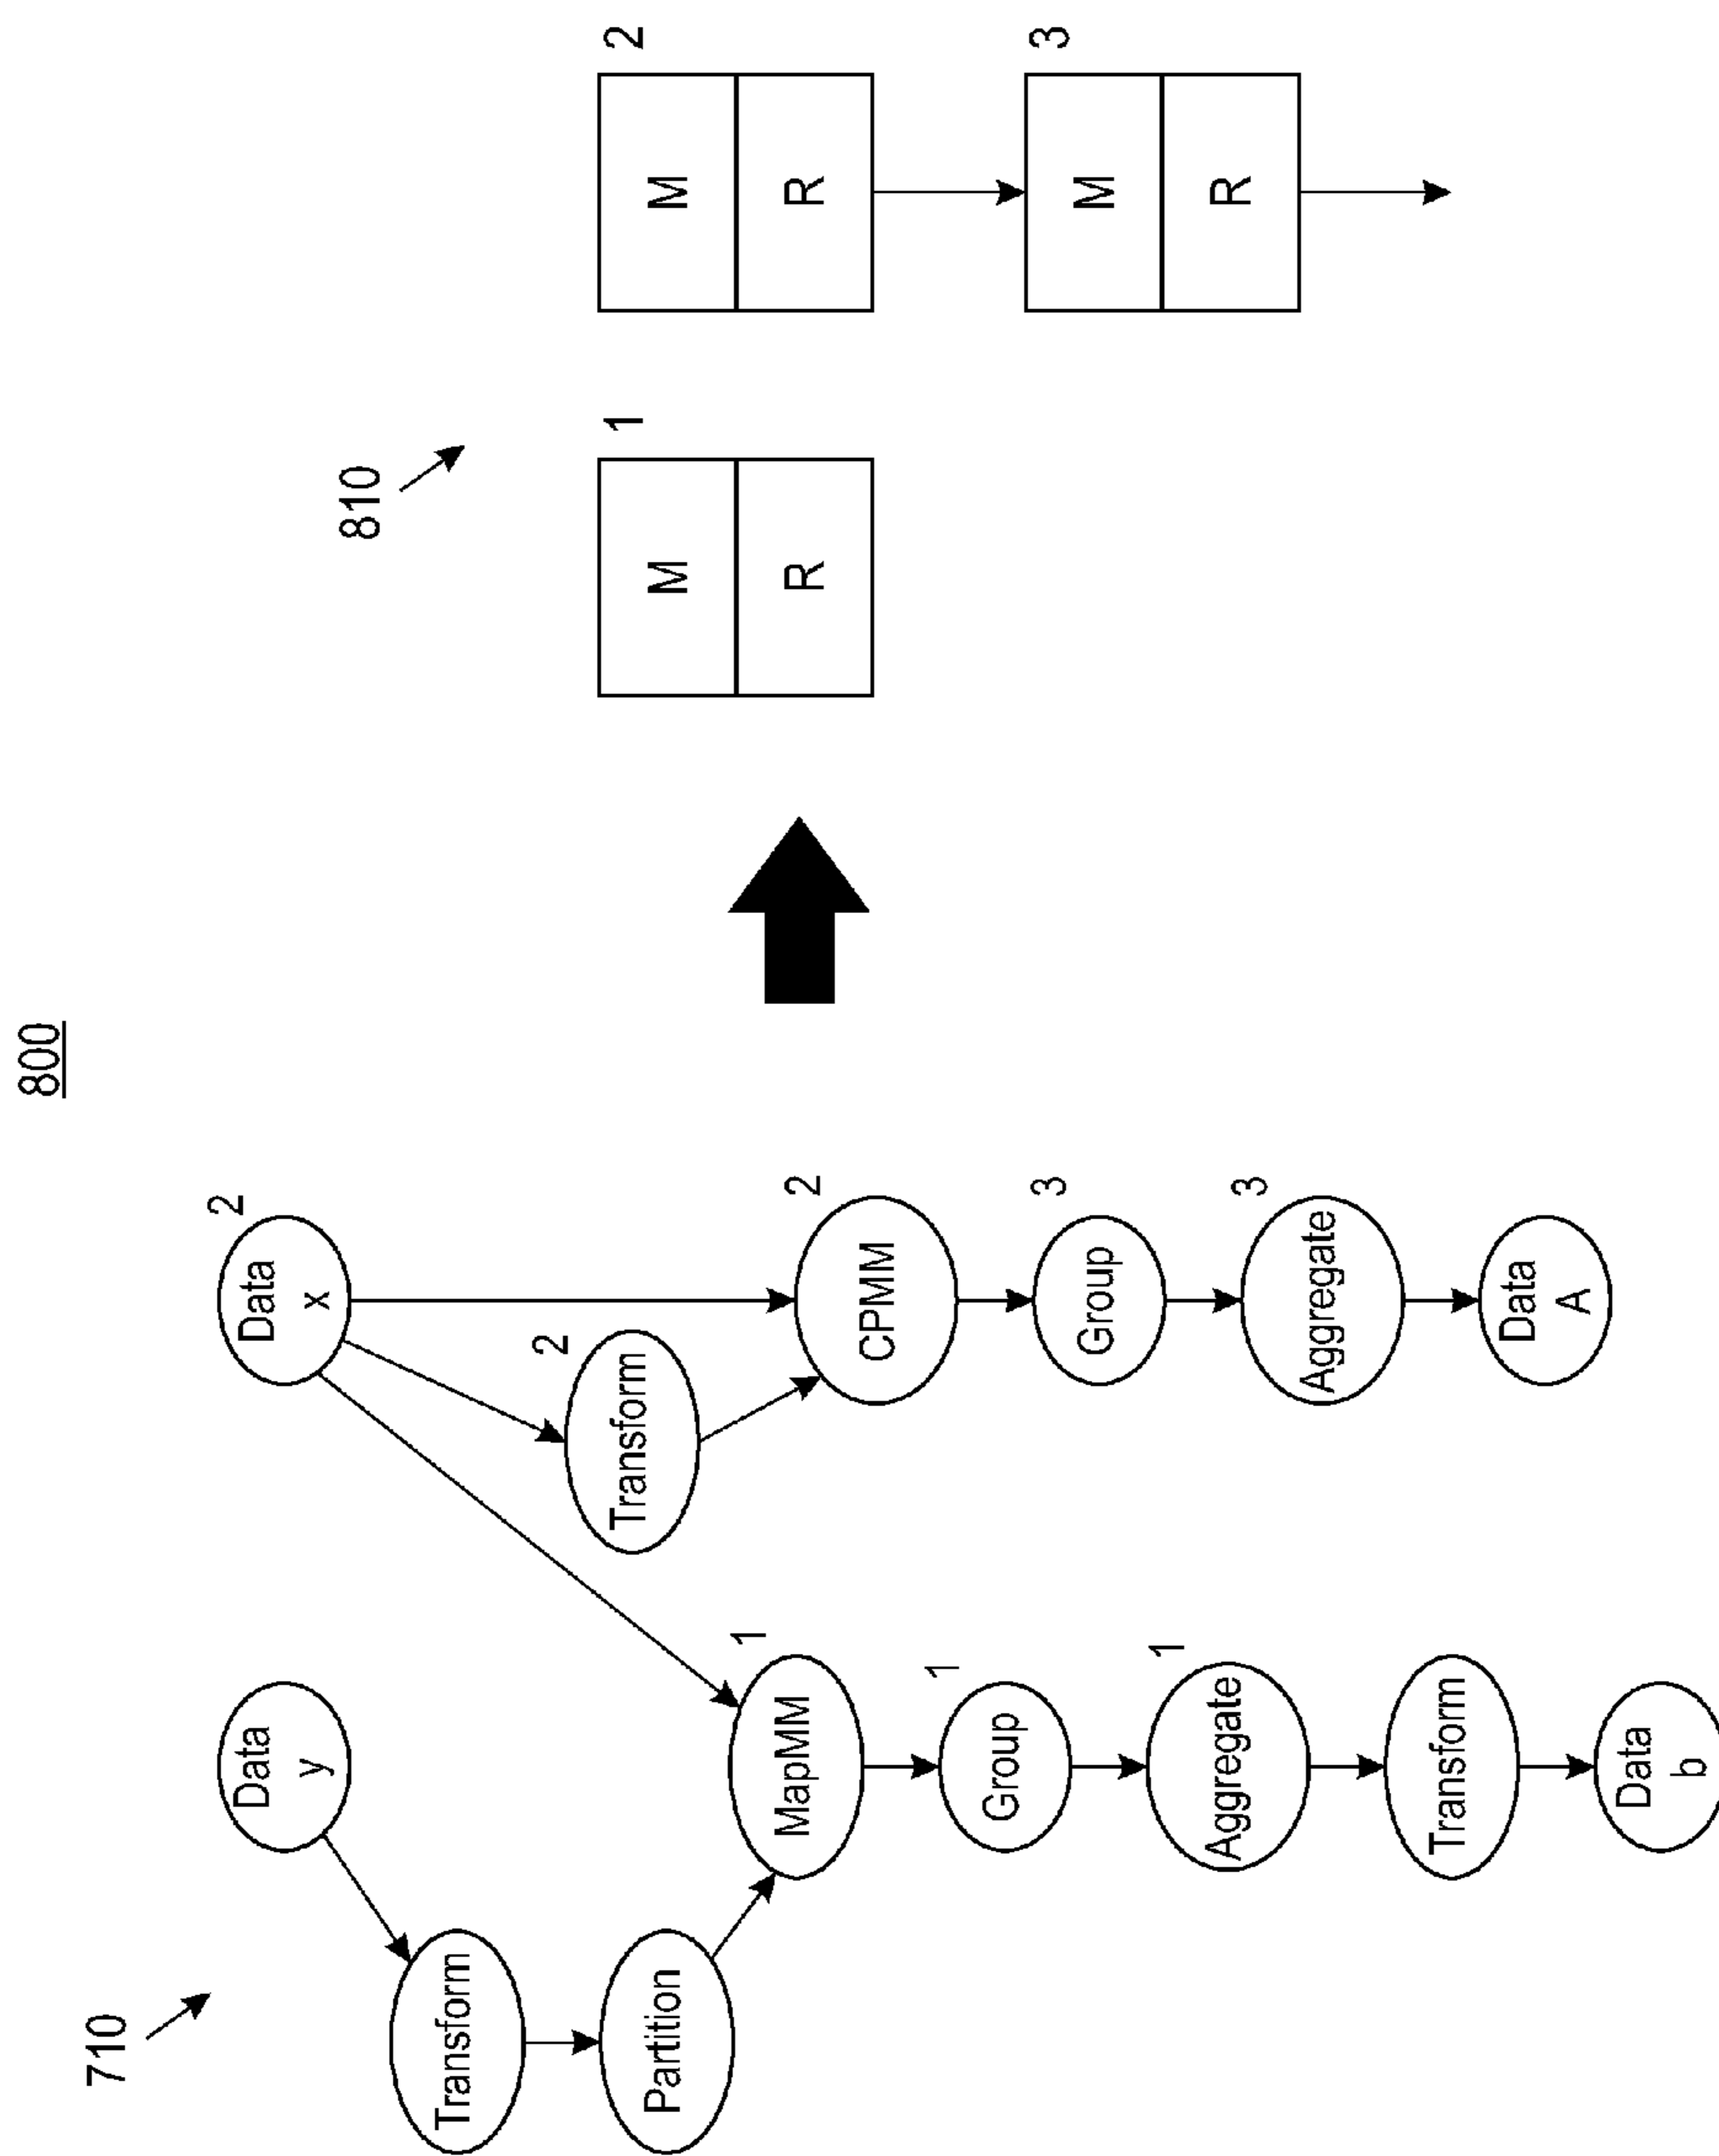 800
710
Data
y
Transform
Partition
MapMM
1
Group
1
Aggregate
1
Transform
Data
b
Data
x
2
Transform
2
CPMM
2
Group
3
Aggregate
3
Data
A
810
M
R
1
M
R
2
M
R
3